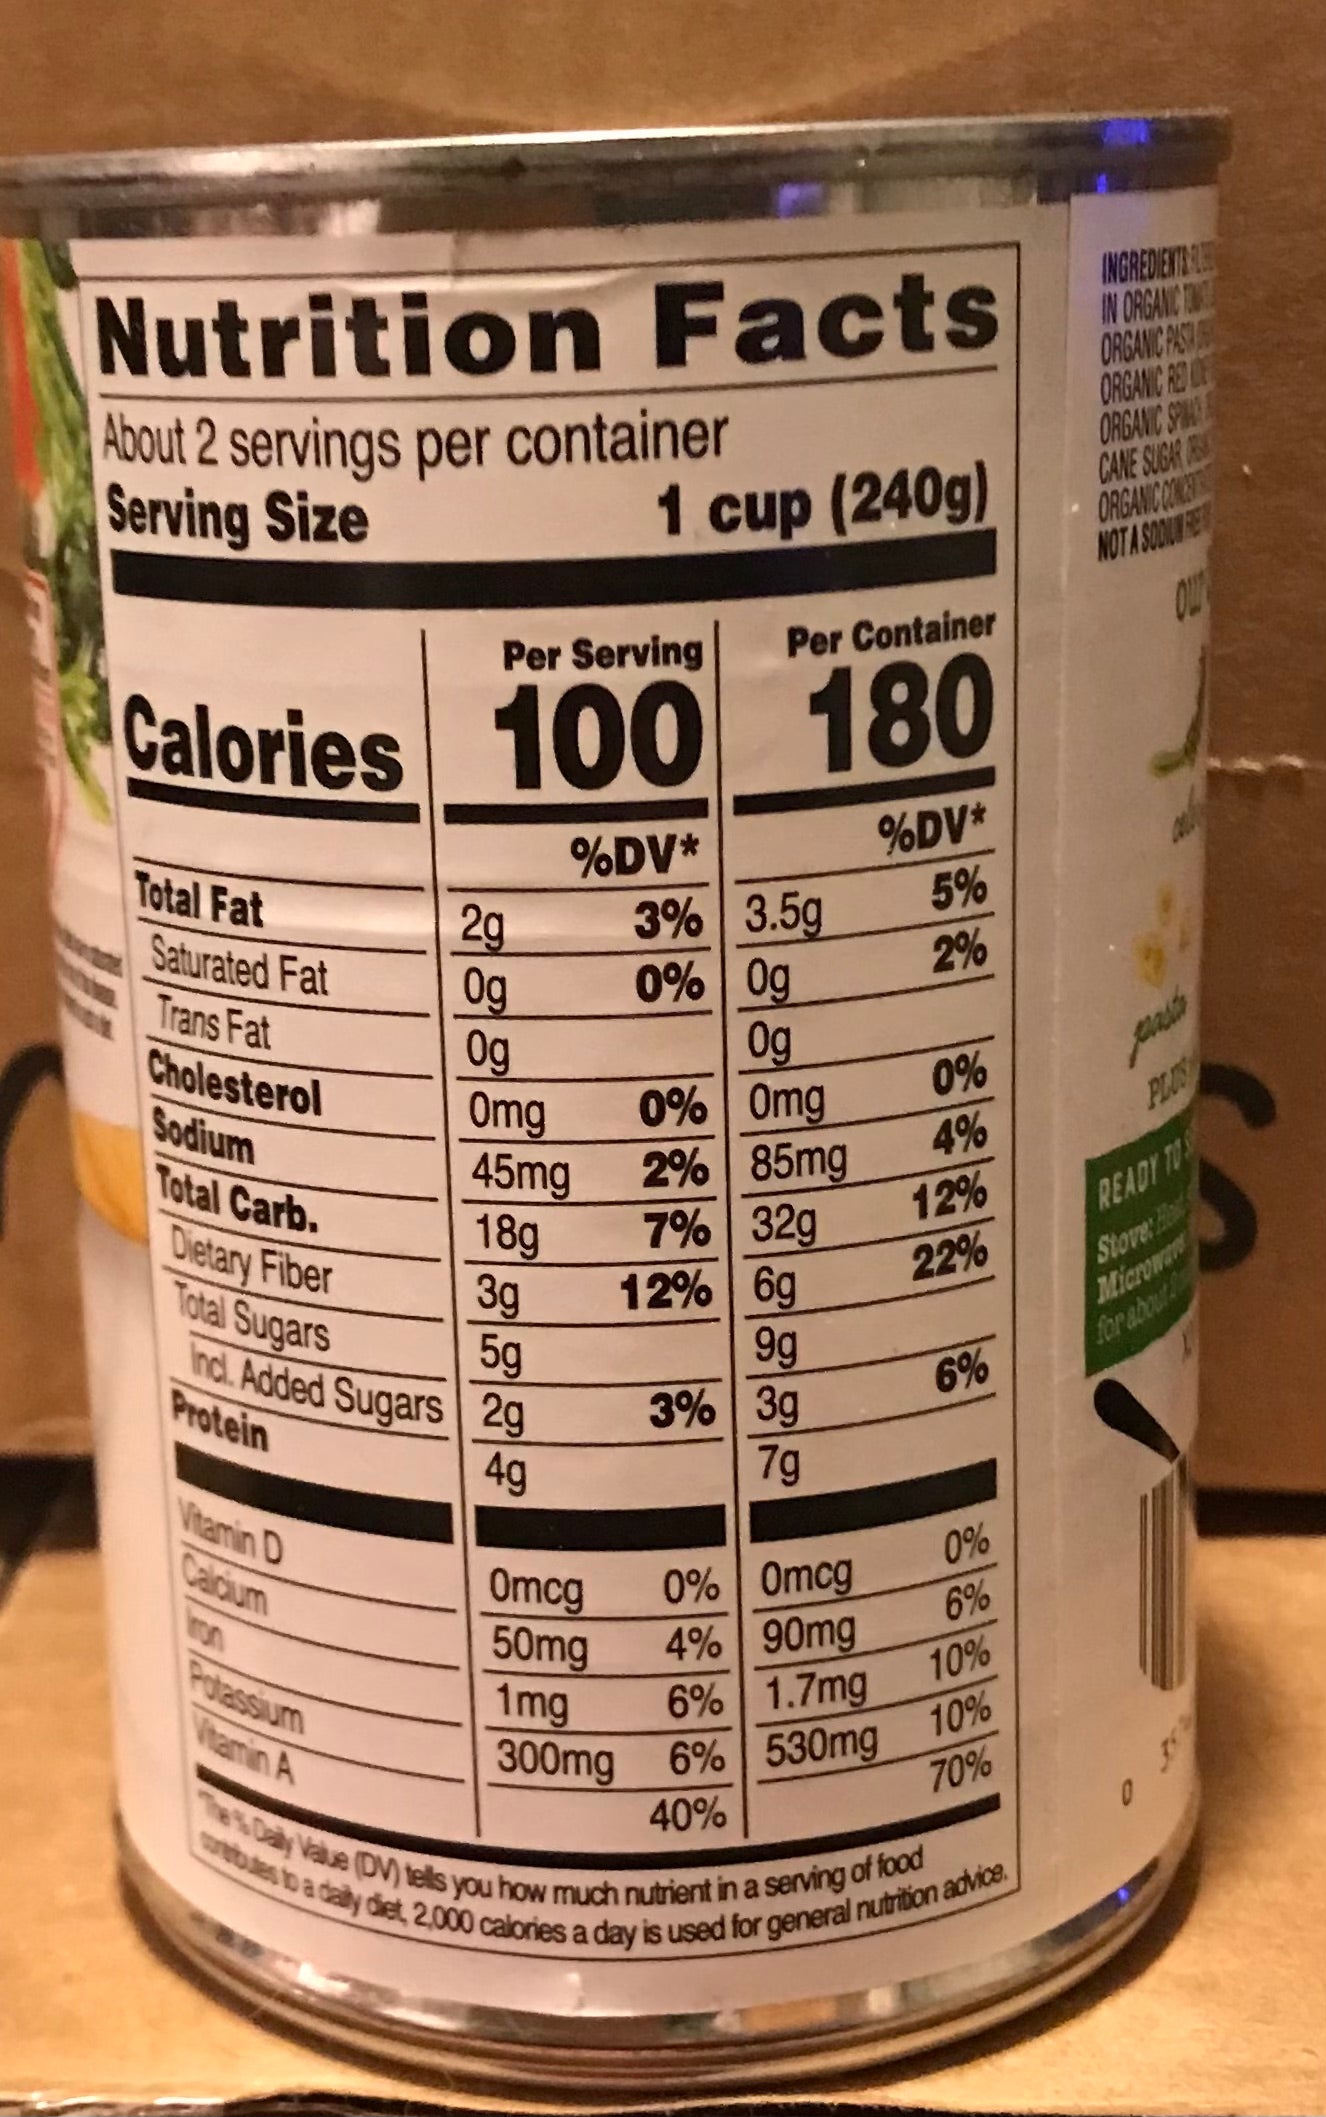 Nutrition Facts
About 2 servings per container
Serving Size 1 cup (240g)
Per Serving Per Container
Calories 100 180
%DV* %DV*
Total Fat 2g 3% 3.5g 5%
Saturated Fat 0g 0% 0g 2%
Trans Fat 0g 0g
Cholesterol 0mg 0% 0mg 0%
Sodium 45mg 2% 85mg 4%
Total Carb. 18g 7% 32g 12%
Dietary Fiber 3g 12% 6g 22%
Total Sugars 5g 9g
Incl. Added Sugars 2g 3% 3g 6%
Protein 4g 7g
Vitamin D 0mcg 0% 0mcg 0%
Calcium 50mg 4% 90mg 6%
Iron 1mg 6% 1.7mg 10%
Potassium 300mg 6% 530mg 10%
Vitamin A 40% 70%
*The % Daily Value (DV) tells you how much nutrient in a serving of food
contributes to a daily diet, 2,000 calories a day is used for general nutrition advice.
INGREDIENTS:
IN ORGANIC
ORGANIC PASTA
ORGANIC RED
ORGANIC
CANE SUGAR,
ORGANIC
NOT A SODIUM FREE
pasta
PLUS
READY TO
Stove:
Microwave
for about
0